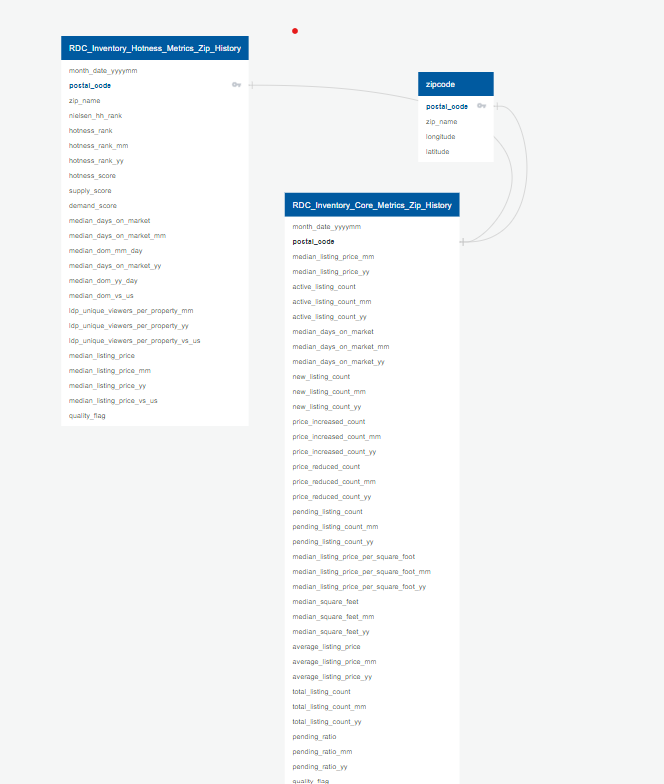 RDC_Inventory_Hotness_Metrics_Zip_History
month_date_yyyymm
postal_code
zip_name
nielsen_hh_rank
hotness_rank
hotness_rank_mm
hotness_rank_yy
hotness_score
supply_score
demand_score
median_days_on_market
median_days_on_market_mm
median_dom_mm_day
median_days_on_market_yy
median_dom_yy_day
median_dom_vs_us
ldp_unique_viewers_per_property_mm
ldp_unique_viewers_per_property_yy
ldp_unique_viewers_per_property_vs_us
median_listing_price
median_listing_price_mm
median_listing_price_yy
median_listing_price_vs_us
quality_flag
zipcode
postal_code
zip_name
longitude
latitude
RDC_Inventory_Core_Metrics_Zip_History
month_date_yyyymm
postal_code
median_listing_price_mm
median_listing_price_yy
active_listing_count
active_listing_count_mm
active_listing_count_yy
median_days_on_market
median_days_on_market_mm
median_days_on_market_yy
new_listing_count
new_listing_count_mm
new_listing_count_yy
price_increased_count
price_increased_count_mm
price_increased_count_yy
price_reduced_count
price_reduced_count_mm
price_reduced_count_yy
pending_listing_count
pending_listing_count_mm
pending_listing_count_yy
median_listing_price_per_square_foot
median_listing_price_per_square_foot_mm
median_listing_price_per_square_foot_yy
median_square_feet
median_square_feet_mm
median_square_feet_yy
average_listing_price
average_listing_price_mm
average_listing_price_yy
total_listing_count
total_listing_count_mm
total_listing_count_yy
pending_ratio
pending_ratio_mm
pending_ratio_yy
quality_flag